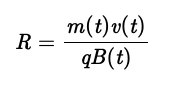 R = m(t)v(t) / qB(t)